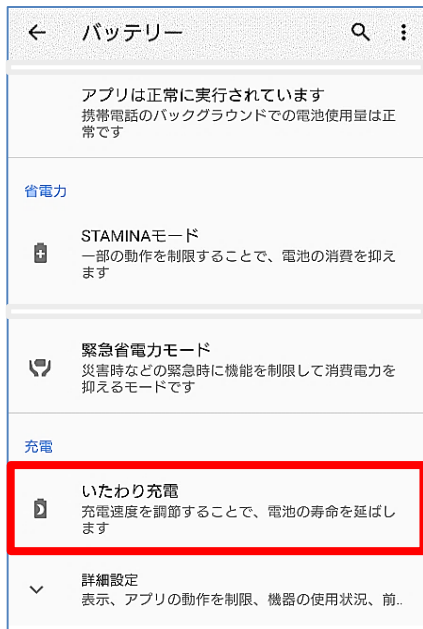 バッテリー
アプリは正常に実行されています
携帯電話のバックグラウンドでの電池使用量は正
常です
省電力
STAMINAモード
一部の動作を制限することで、電池の消費を抑え
ます
緊急省電力モード
災害時などの緊急時に機能を制限して消費電力を
抑えるモードです
充電
いたわり充電
充電速度を調節することで、電池の寿命を延ばし
ます
詳細設定
表示、アプリの動作を制限、機器の使用状況、前..